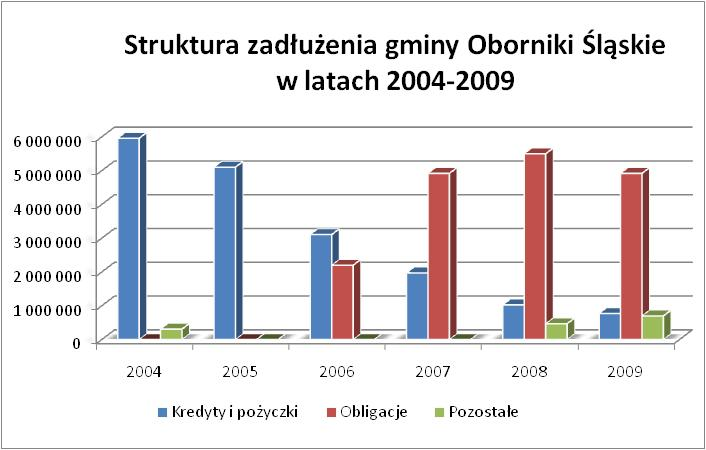 Struktura zadłużenia gminy Oborniki Śląskie
w latach 2004-2009
6 000 000
5 000 000
4 000 000
3 000 000
2 000 000
1 000 000
0
2004 2005 2006 2007 2008 2009
Kredyty i pożyczki Obligacje Pozostałe